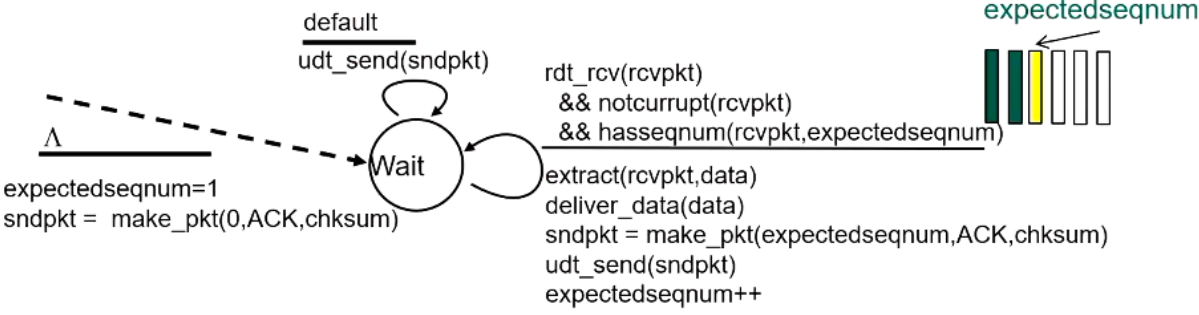 expectedseqnum
default
udt_send(sndpkt)
rdt_rcv(rcvpkt)
&& notcurrupt(rcvpkt)
&& hasseqnum(rcvpkt,expectedseqnum)
Λ
Wait
expectedseqnum=1
sndpkt = make_pkt(0,ACK,chksum)
extract(rcvpkt,data)
deliver_data(data)
sndpkt = make_pkt(expectedseqnum,ACK,chksum)
udt_send(sndpkt)
expectedseqnum++